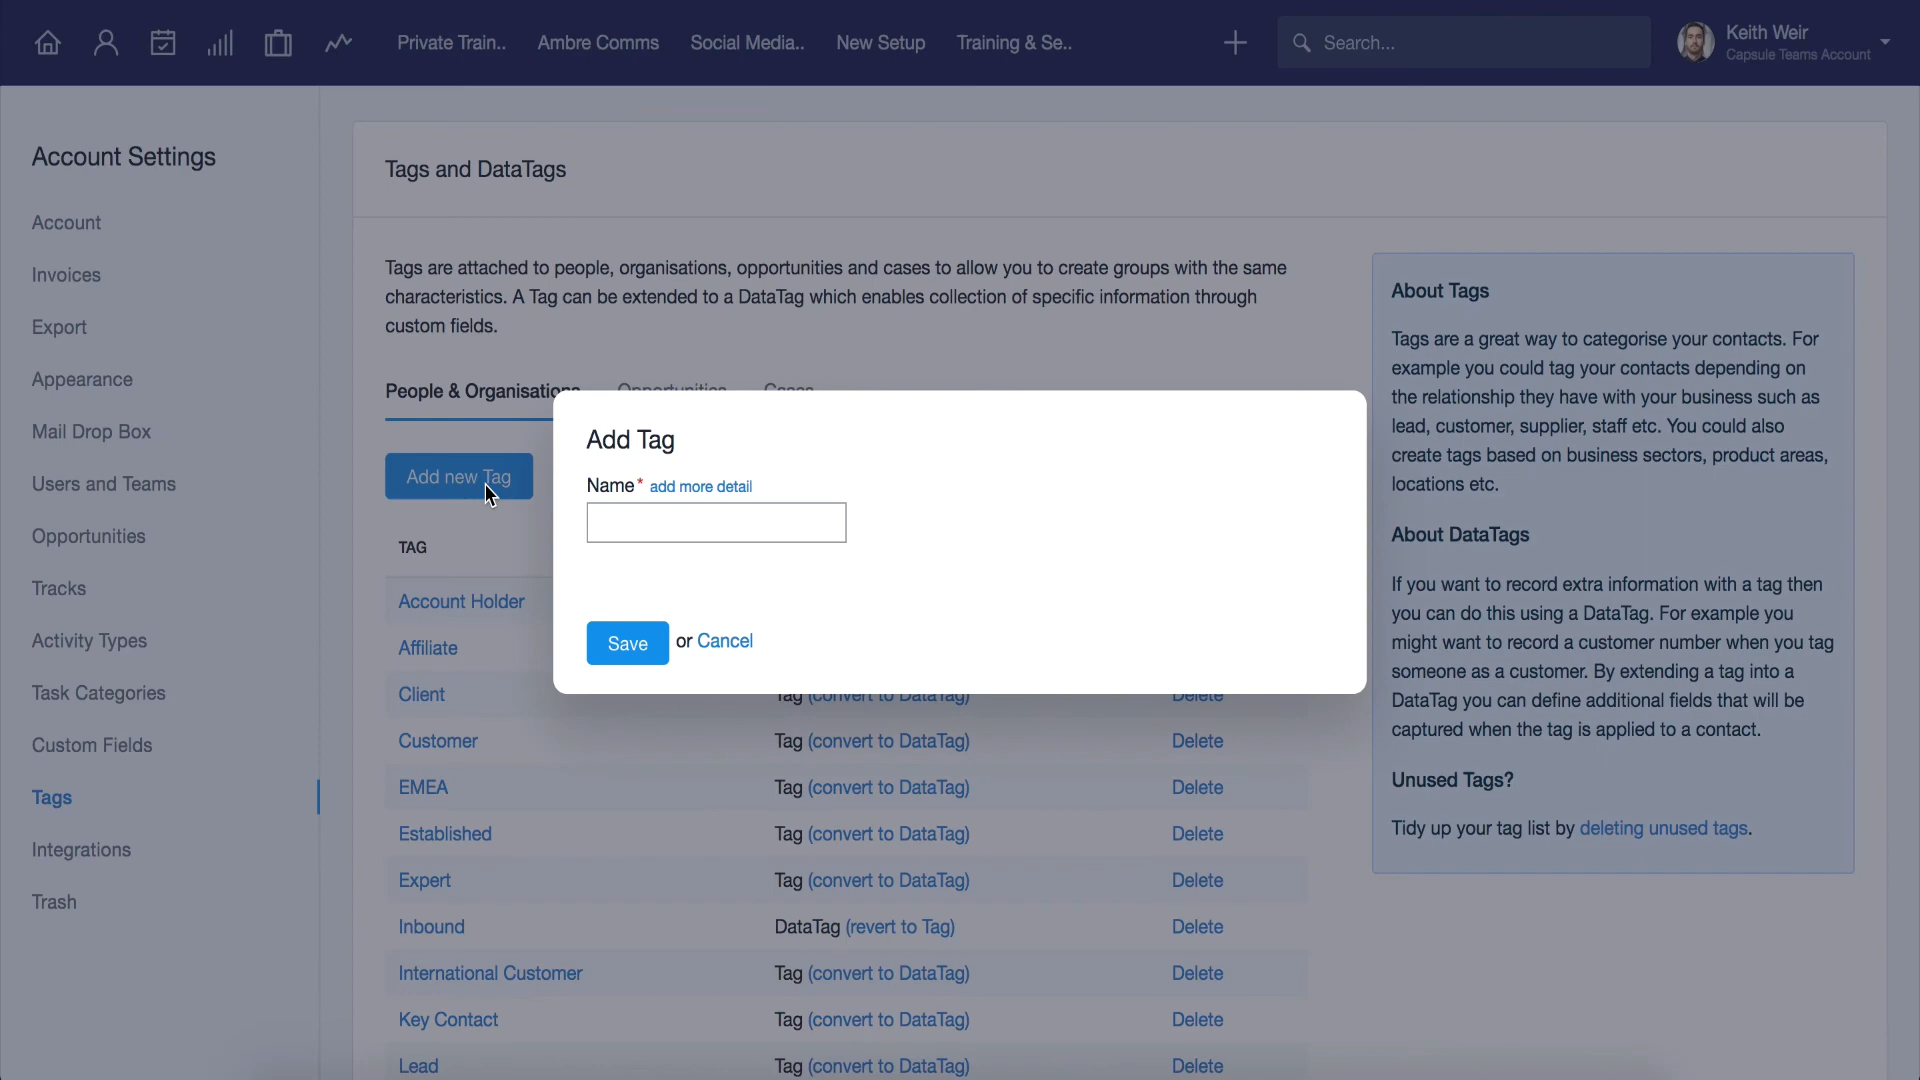 Private Train.. Ambre Comms Social Media.. New Setup Training & Se.. Search... Keith Weir
Capsule Teams Account
Account Settings
Account
Invoices
Export
Appearance
Mail Drop Box
Users and Teams
Opportunities
Tracks
Activity Types
Task Categories
Custom Fields
Tags
Integrations
Trash
Tags and DataTags
Tags are attached to people, organisations, opportunities and cases to allow you to create groups with the same
characteristics. A Tag can be extended to a DataTag which enables collection of specific information through
custom fields.
People & Organisations Opportunities Cases
Add new Tag
TAG
Account Holder
Affiliate
Client Tag (convert to DataTag) Delete
Customer Tag (convert to DataTag) Delete
EMEA Tag (convert to DataTag) Delete
Established Tag (convert to DataTag) Delete
Expert Tag (convert to DataTag) Delete
Inbound DataTag (revert to Tag) Delete
International Customer Tag (convert to DataTag) Delete
Key Contact Tag (convert to DataTag) Delete
Lead Tag (convert to DataTag) Delete
Add Tag
Name* add more detail
Save or Cancel
About Tags
Tags are a great way to categorise your contacts. For
example you could tag your contacts depending on
the relationship they have with your business such as
lead, customer, supplier, staff etc. You could also
create tags based on business sectors, product areas,
locations etc.
About DataTags
If you want to record extra information with a tag then
you can do this using a DataTag. For example you
might want to record a customer number when you tag
someone as a customer. By extending a tag into a
DataTag you can define additional fields that will be
captured when the tag is applied to a contact.
Unused Tags?
Tidy up your tag list by deleting unused tags.